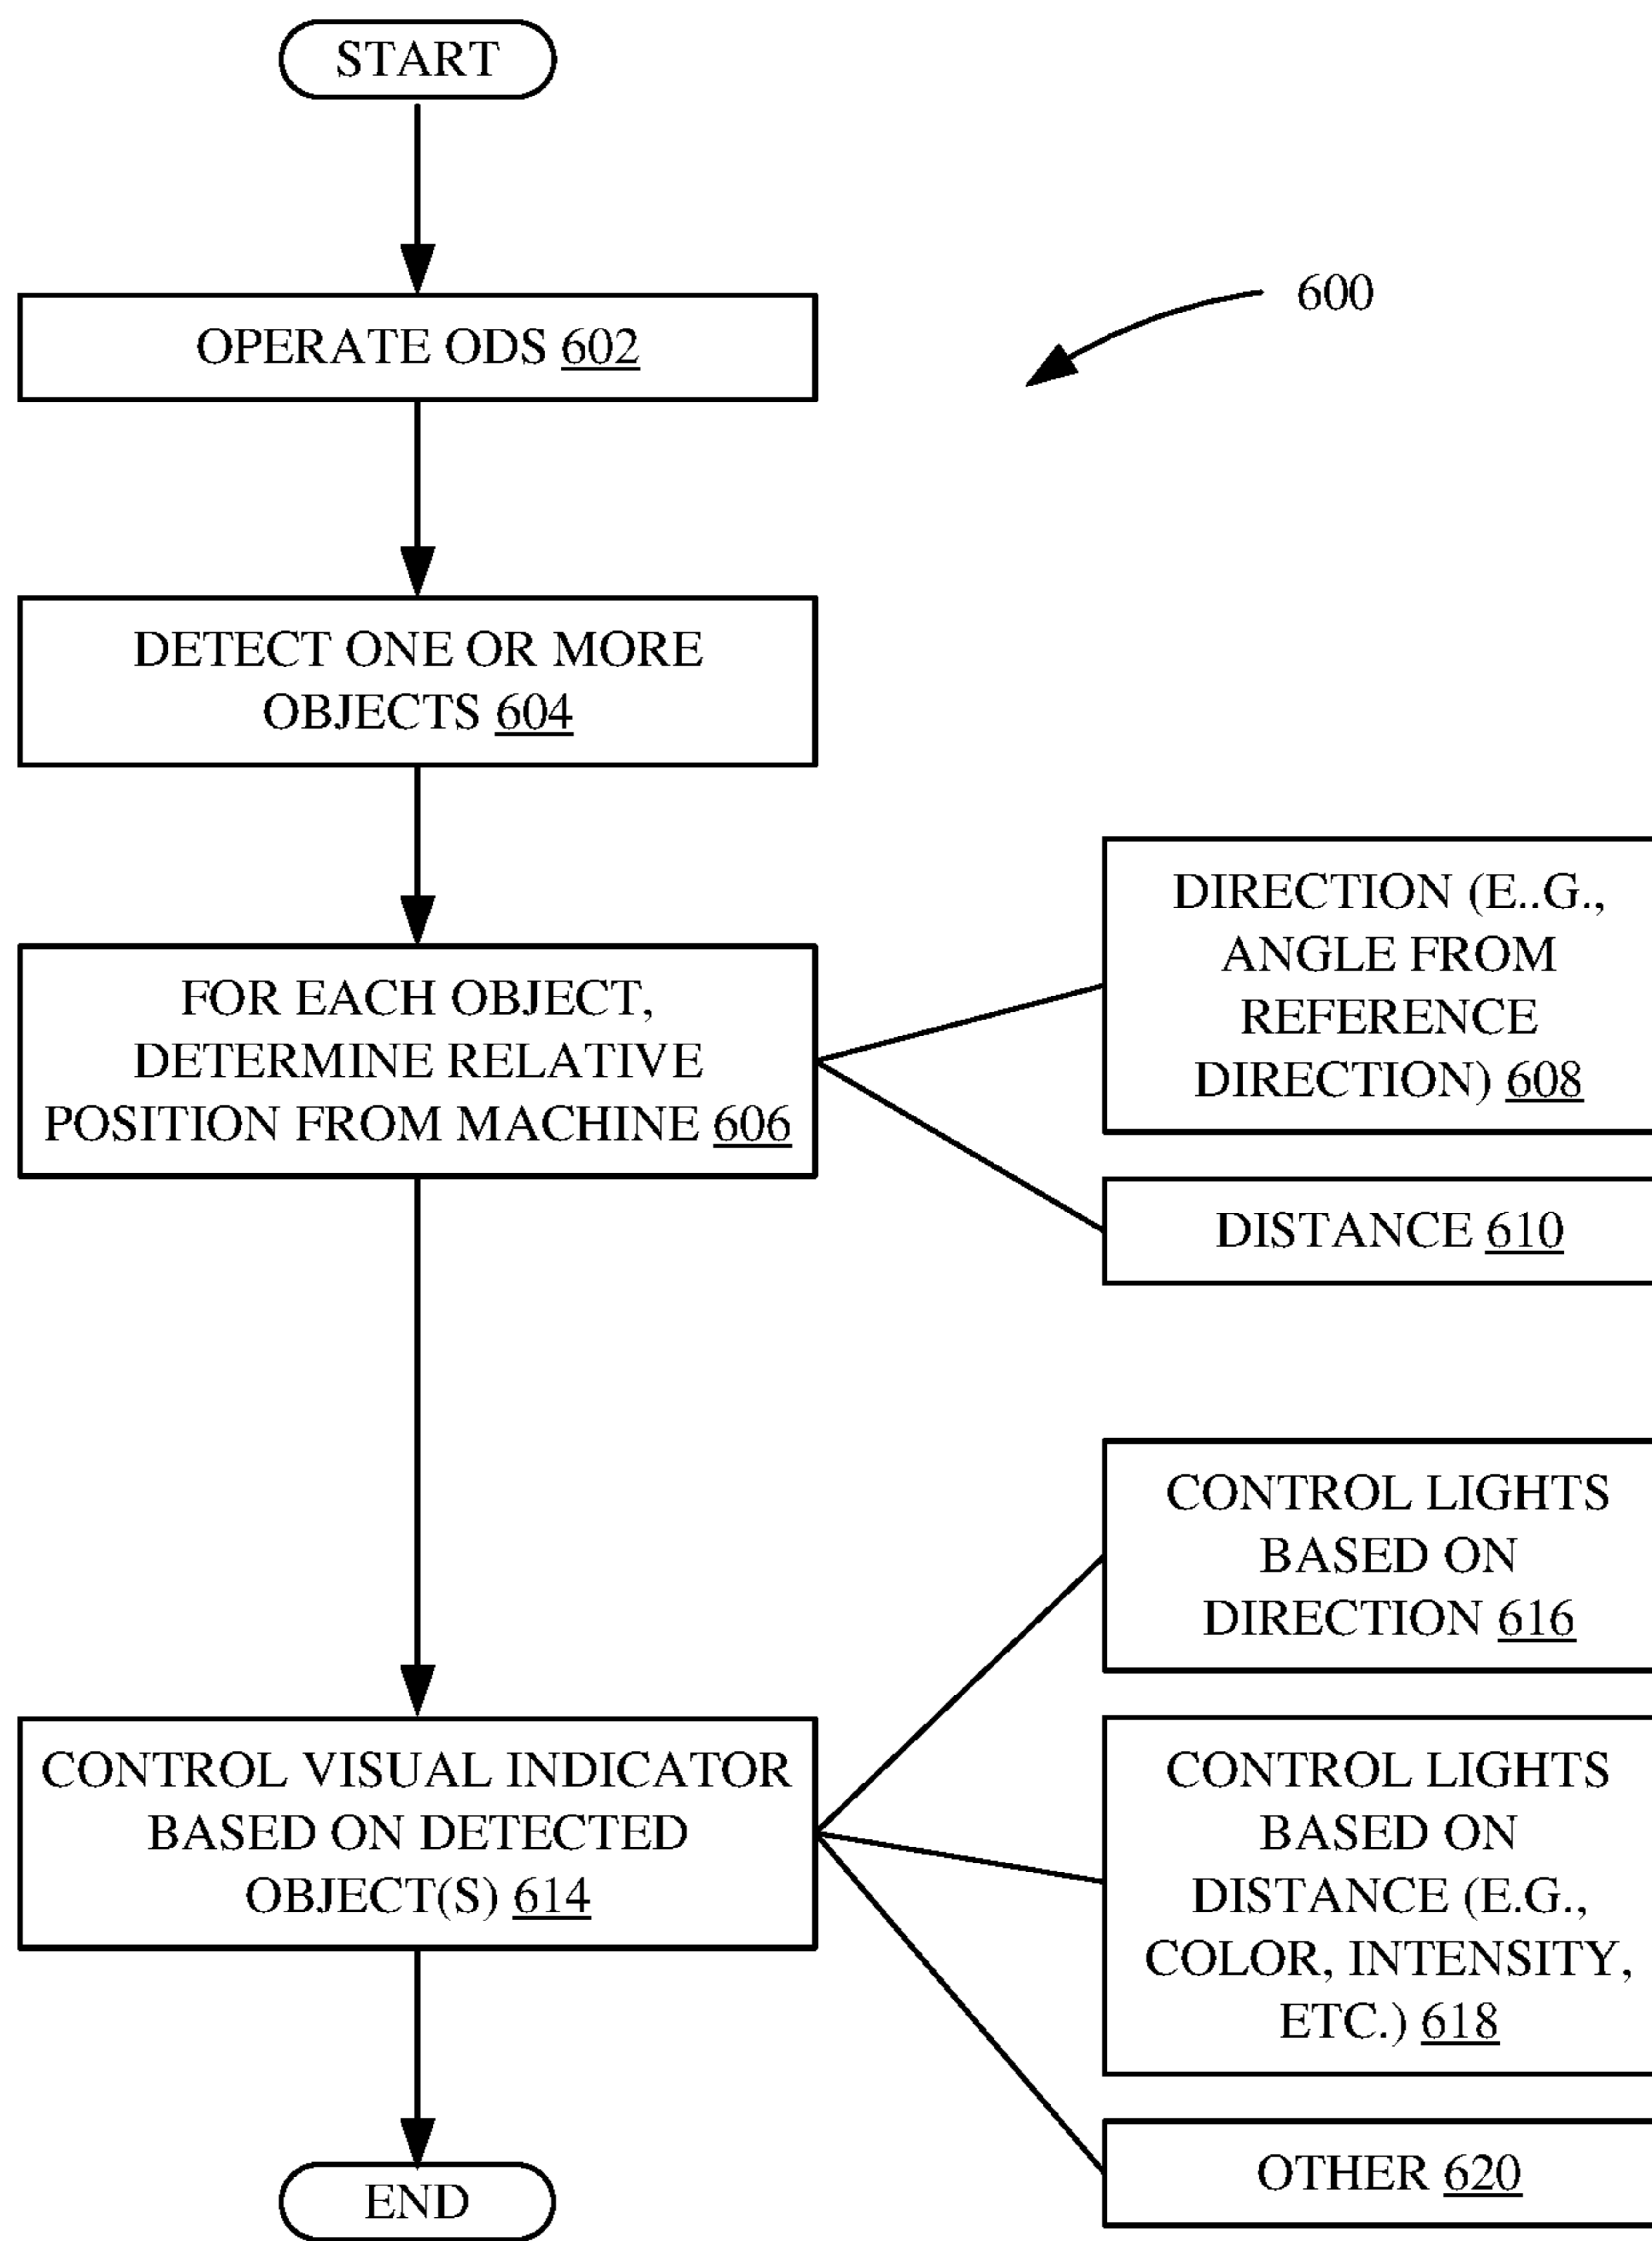 START
600
OPERATE ODS 602
DETECT ONE OR MORE
OBJECTS 604
FOR EACH OBJECT,
DETERMINE RELATIVE
POSITION FROM MACHINE 606
DIRECTION (E..G.,
ANGLE FROM
REFERENCE
DIRECTION) 608
DISTANCE 610
CONTROL VISUAL INDICATOR
BASED ON DETECTED
OBJECT(S) 614
CONTROL LIGHTS
BASED ON
DIRECTION 616
CONTROL LIGHTS
BASED ON
DISTANCE (E.G.,
COLOR, INTENSITY,
ETC.) 618
OTHER 620
END